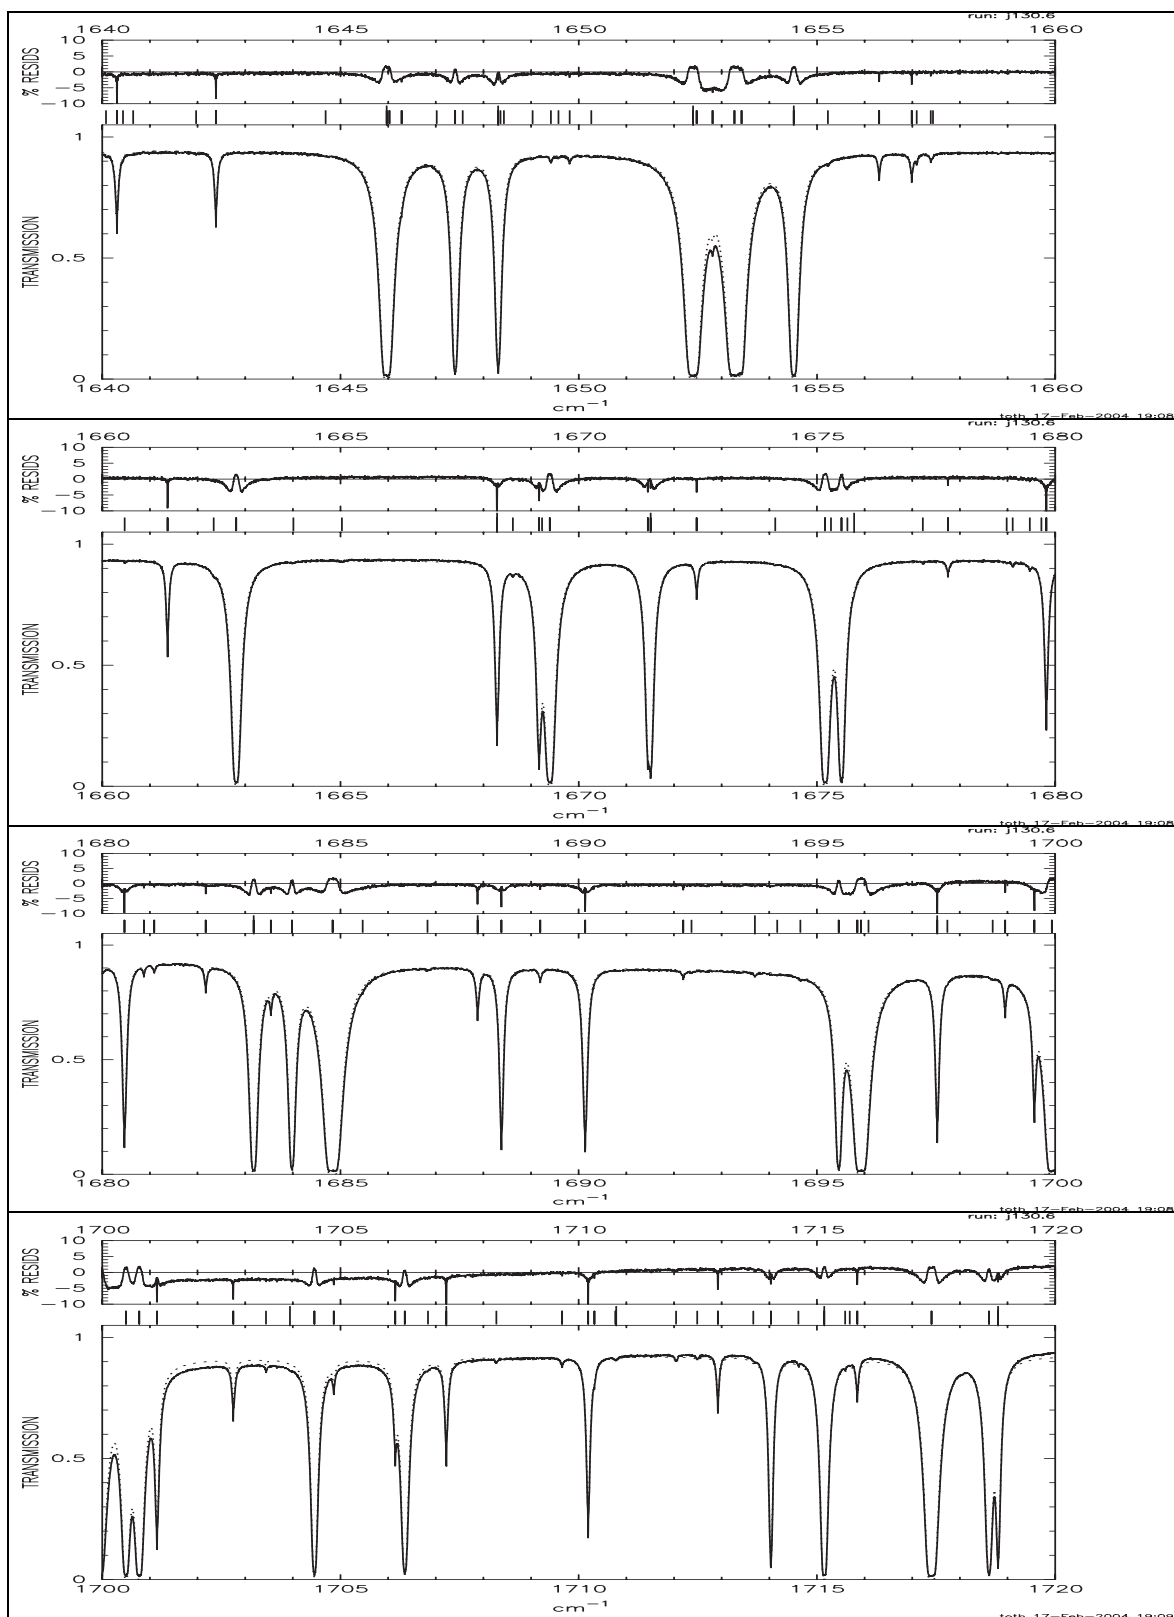 run: j130.6
1640 1645 1650 1655 1660
10
5
0
−5
−10
% RESIDS
1
0.5
0
TRANSMISSION
1640 1645 1650 1655 1660
cm−1
toth 17−Feb−2004 19:08
run: j130.6
1660 1665 1670 1675 1680
10
5
0
−5
−10
% RESIDS
1
0.5
0
TRANSMISSION
1660 1665 1670 1675 1680
cm−1
toth 17−Feb−2004 19:08
run: j130.6
1680 1685 1690 1695 1700
10
5
0
−5
−10
% RESIDS
1
0.5
0
TRANSMISSION
1680 1685 1690 1695 1700
cm−1
toth 17−Feb−2004 19:08
run: j130.6
1700 1705 1710 1715 1720
10
5
0
−5
−10
% RESIDS
1
0.5
0
TRANSMISSION
1700 1705 1710 1715 1720
cm−1
toth 17−Feb−2004